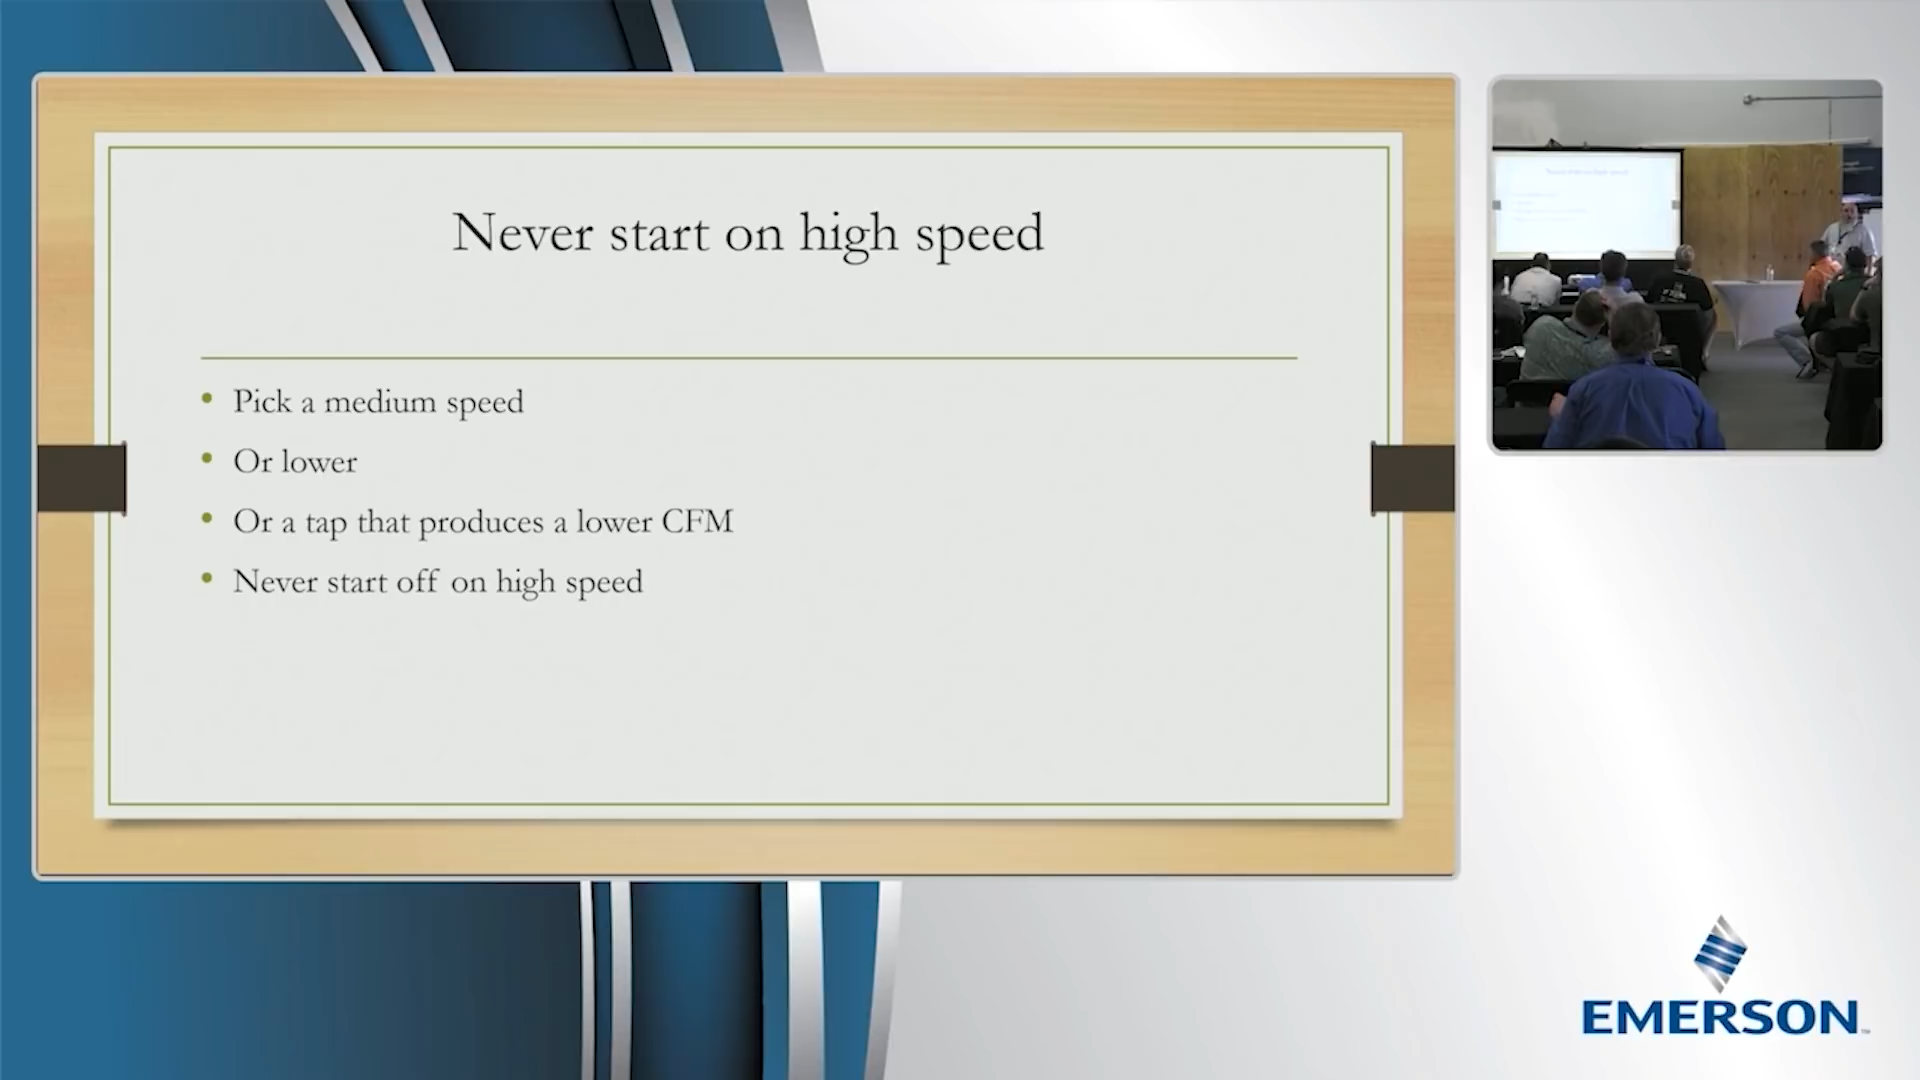 Never start on high speed
Pick a medium speed
Or lower
Or a tap that produces a lower CFM
Never start off on high speed
EMERSON